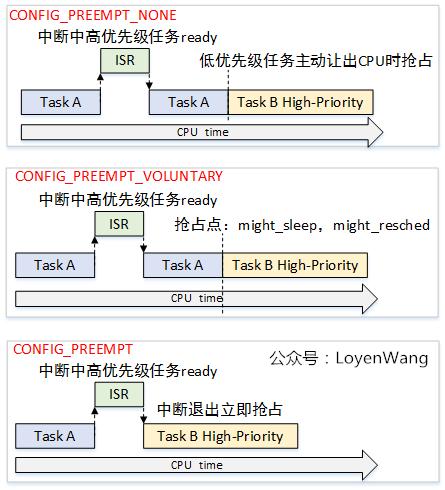 CONFIG_PREEMPT_NONE
中断中高优先级任务ready
ISR
低优先级任务主动让出CPU时抢占
Task A
Task A
Task B High-Priority
CPU time
CONFIG_PREEMPT_VOLUNTARY
中断中高优先级任务ready
ISR
抢占点：might_sleep，might_resched
Task A
Task A
Task B High-Priority
CPU time
CONFIG_PREEMPT
公众号：LoyenWang
中断中高优先级任务ready
ISR
中断退出立即抢占
Task A
Task B High-Priority
CPU time